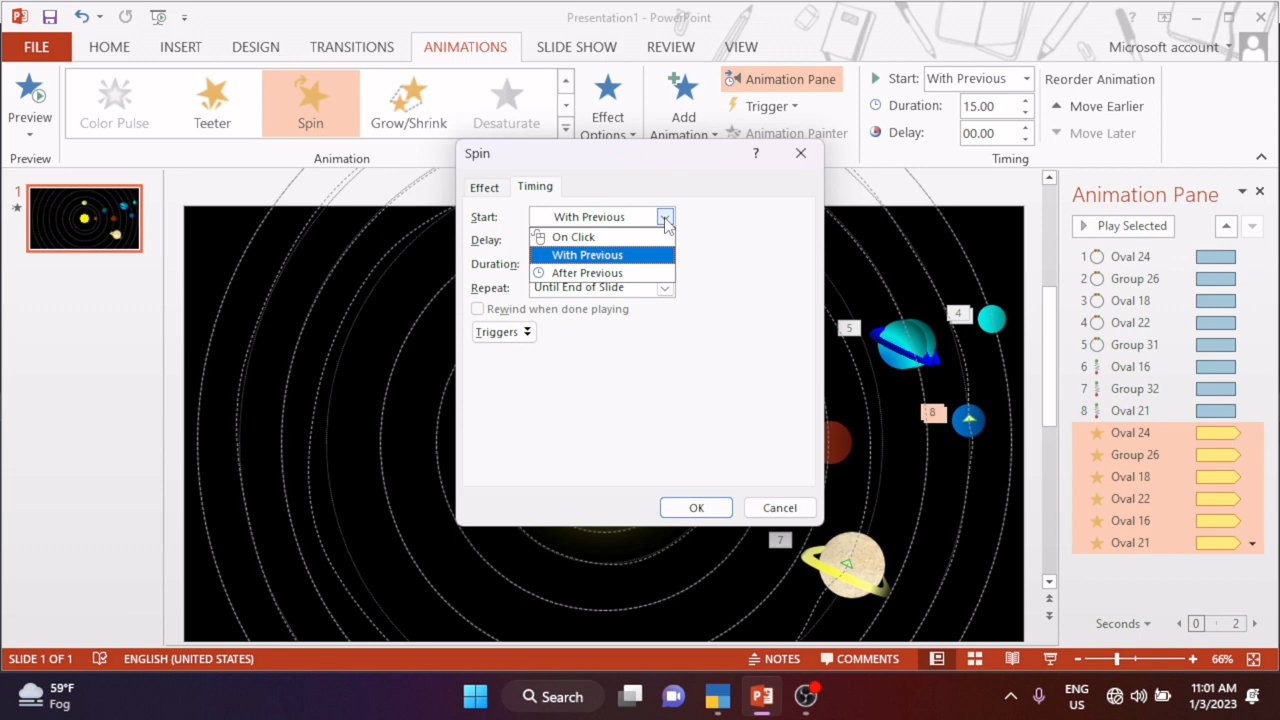 Presentation1 - PowerPoint
?
FILE HOME INSERT DESIGN TRANSITIONS ANIMATIONS SLIDE SHOW REVIEW VIEW Microsoft account
Preview
Color Pulse Teeter Spin Grow/Shrink Desaturate
Effect Options
Add Animation
Animation Pane
Trigger
Animation Painter
Start: With Previous
Duration: 15.00
Delay: 00.00
Reorder Animation
Move Earlier
Move Later
Preview Animation Timing
1
Spin ?
Effect Timing
Start: With Previous
On Click
Delay:
With Previous
Duration:
After Previous
Repeat: Until End of Slide
Rewind when done playing
Triggers
OK Cancel
4
5
8
7
Animation Pane
Play Selected
1 Oval 24
2 Group 26
3 Oval 18
4 Oval 22
5 Group 31
6 Oval 16
7 Group 32
8 Oval 21
Oval 24
Group 26
Oval 18
Oval 22
Oval 16
Oval 21
Seconds 0 2
SLIDE 1 OF 1 ENGLISH (UNITED STATES) NOTES COMMENTS 66%
59°F
Fog
Search
ENG
US
11:01 AM
1/3/2023